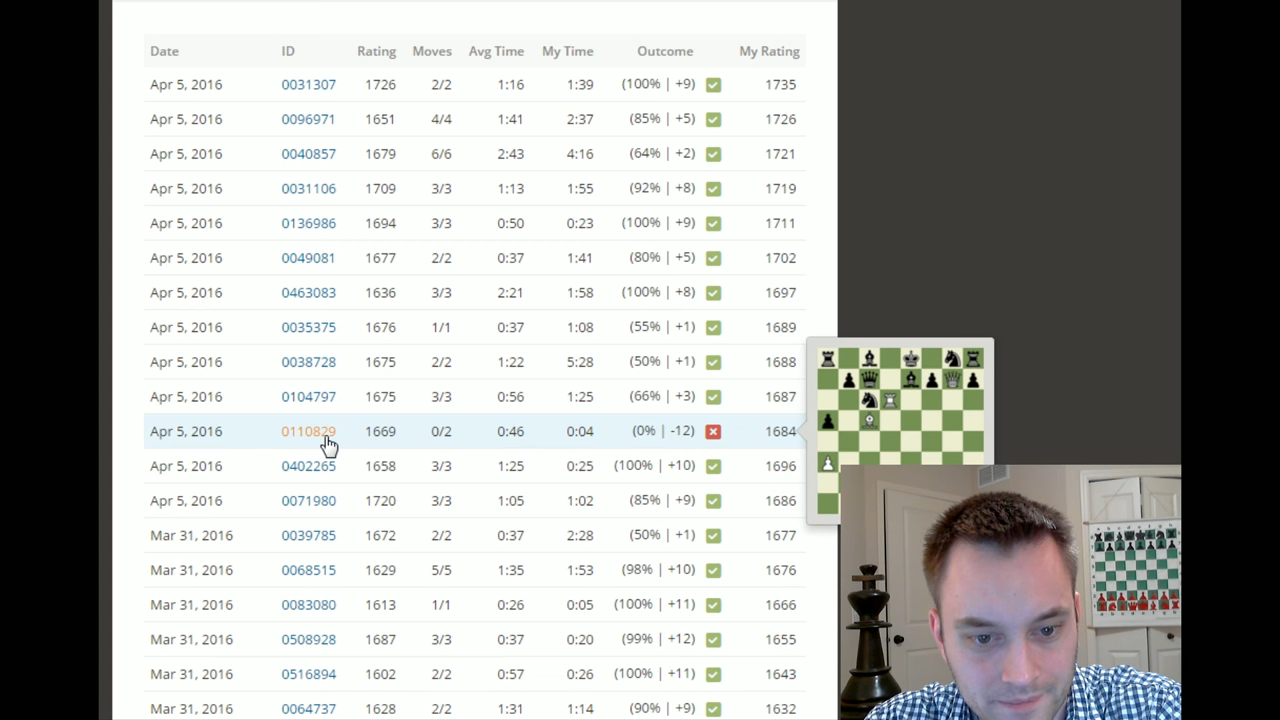 Date ID Rating Moves Avg Time My Time Outcome My Rating
Apr 5, 2016 0031307 1726 2/2 1:16 1:39 (100% | +9) 1735
Apr 5, 2016 0096971 1651 4/4 1:41 2:37 (85% | +5) 1726
Apr 5, 2016 0040857 1679 6/6 2:43 4:16 (64% | +2) 1721
Apr 5, 2016 0031106 1709 3/3 1:13 1:55 (92% | +8) 1719
Apr 5, 2016 0136986 1694 3/3 0:50 0:23 (100% | +9) 1711
Apr 5, 2016 0049081 1677 2/2 0:37 1:41 (80% | +5) 1702
Apr 5, 2016 0463083 1636 3/3 2:21 1:58 (100% | +8) 1697
Apr 5, 2016 0035375 1676 1/1 0:37 1:08 (55% | +1) 1689
Apr 5, 2016 0038728 1675 2/2 1:22 5:28 (50% | +1) 1688
Apr 5, 2016 0104797 1675 3/3 0:56 1:25 (66% | +3) 1687
Apr 5, 2016 0110829 1669 0/2 0:46 0:04 (0% | -12) 1684
Apr 5, 2016 0402265 1658 3/3 1:25 0:25 (100% | +10) 1696
Apr 5, 2016 0071980 1720 3/3 1:05 1:02 (85% | +9) 1686
Mar 31, 2016 0039785 1672 2/2 0:37 2:28 (50% | +1) 1677
Mar 31, 2016 0068515 1629 5/5 1:35 1:53 (98% | +10) 1676
Mar 31, 2016 0083080 1613 1/1 0:26 0:05 (100% | +11) 1666
Mar 31, 2016 0508928 1687 3/3 0:37 0:20 (99% | +12) 1655
Mar 31, 2016 0516894 1602 2/2 0:57 0:26 (100% | +11) 1643
Mar 31, 2016 0064737 1628 2/2 1:31 1:14 (90% | +9) 1632